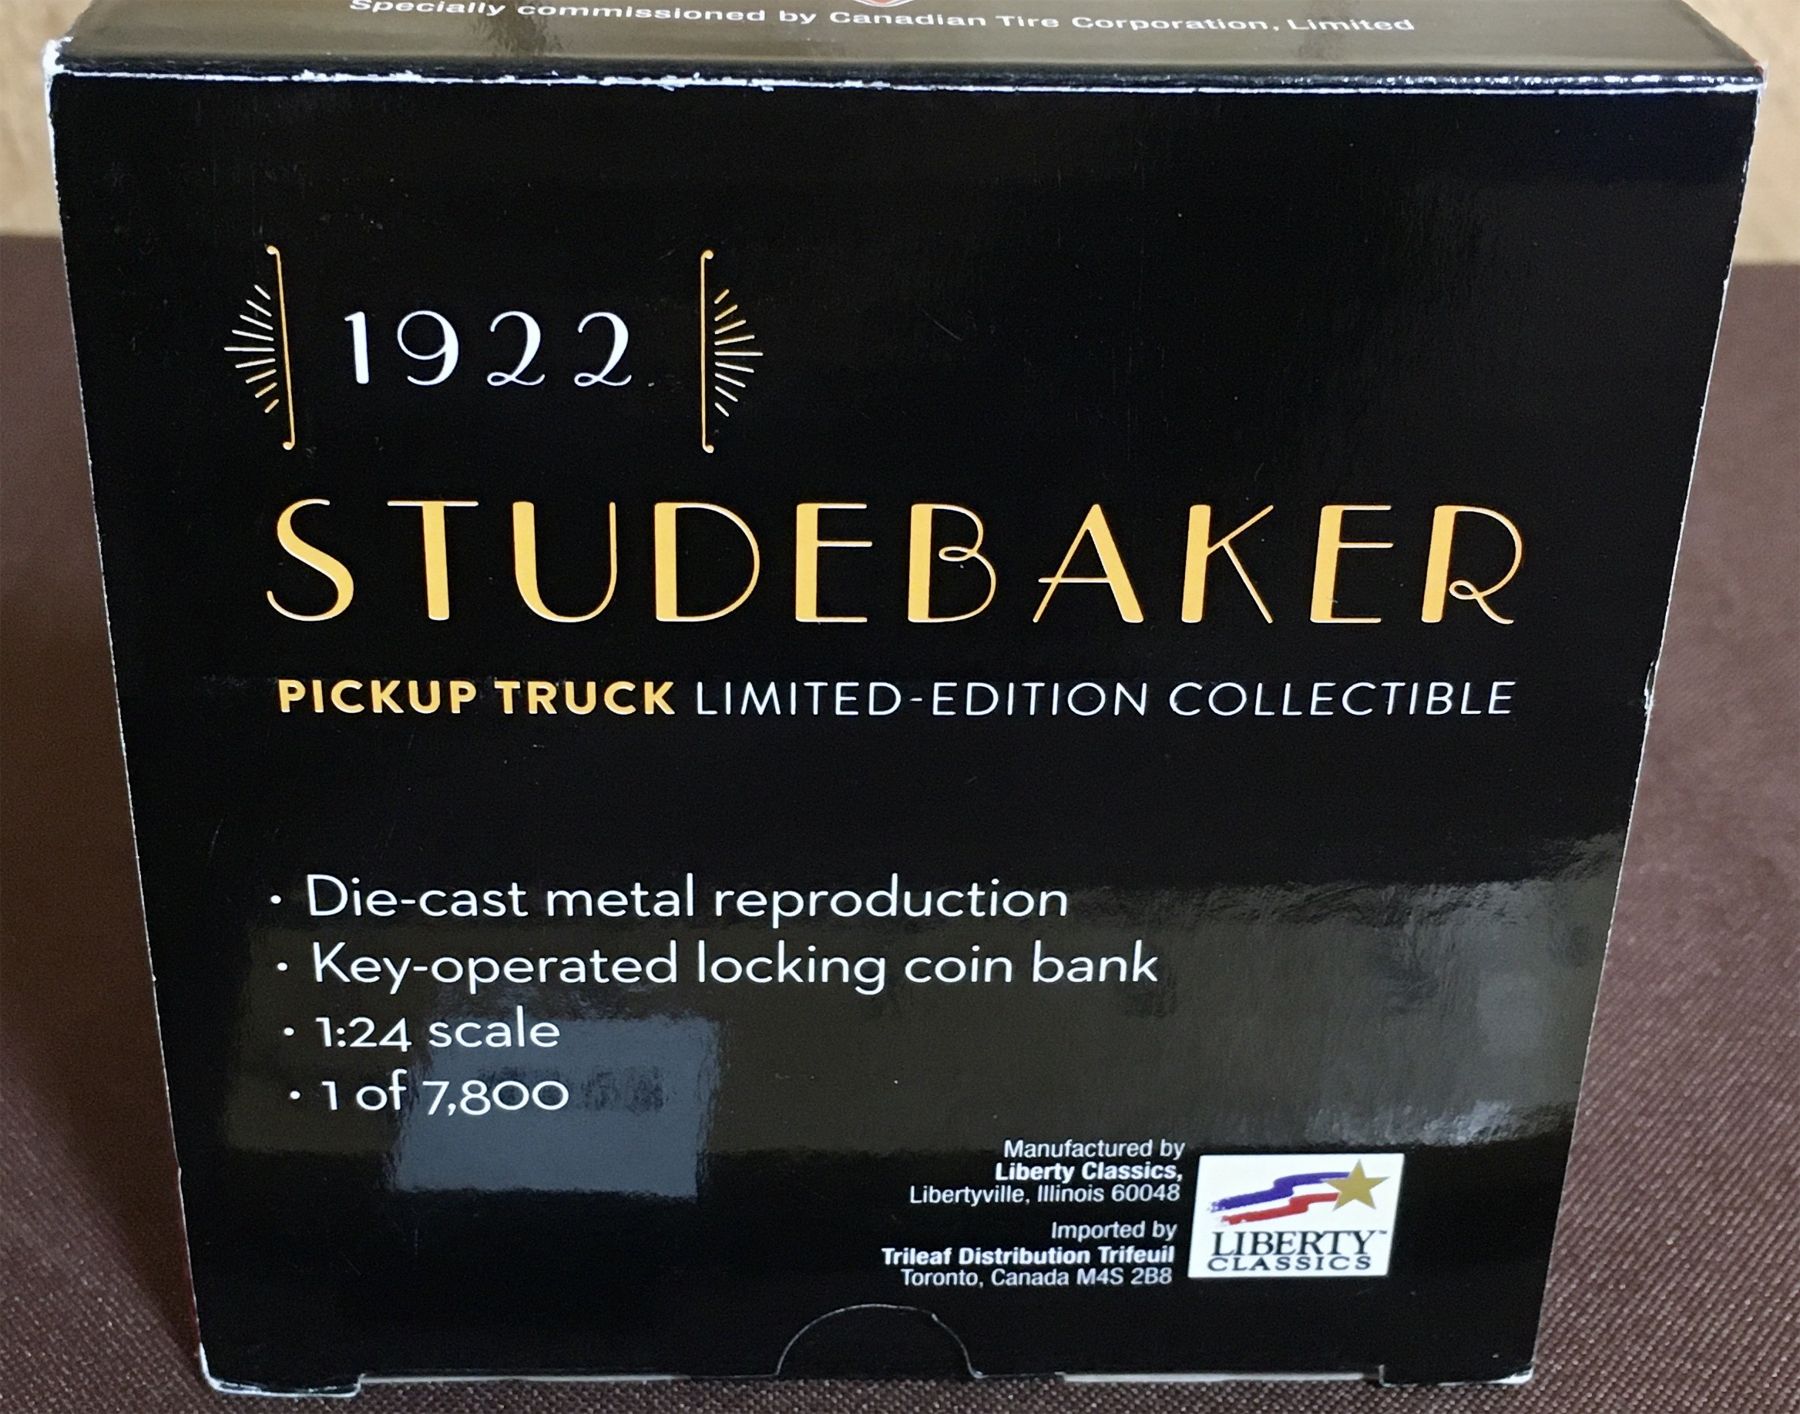 Specially commissioned by Canadian Tire Corporation, Limited
1922
STUDEBAKER
PICKUP TRUCK LIMITED-EDITION COLLECTIBLE
• Die-cast metal reproduction
• Key-operated locking coin bank
• 1:24 scale
• 1 of 7,800
Manufactured by
Liberty Classics,
Libertyville, Illinois 60048
Imported by
Trileaf Distribution Trifeuil
Toronto, Canada M4S 2B8
LIBERTY™
CLASSICS